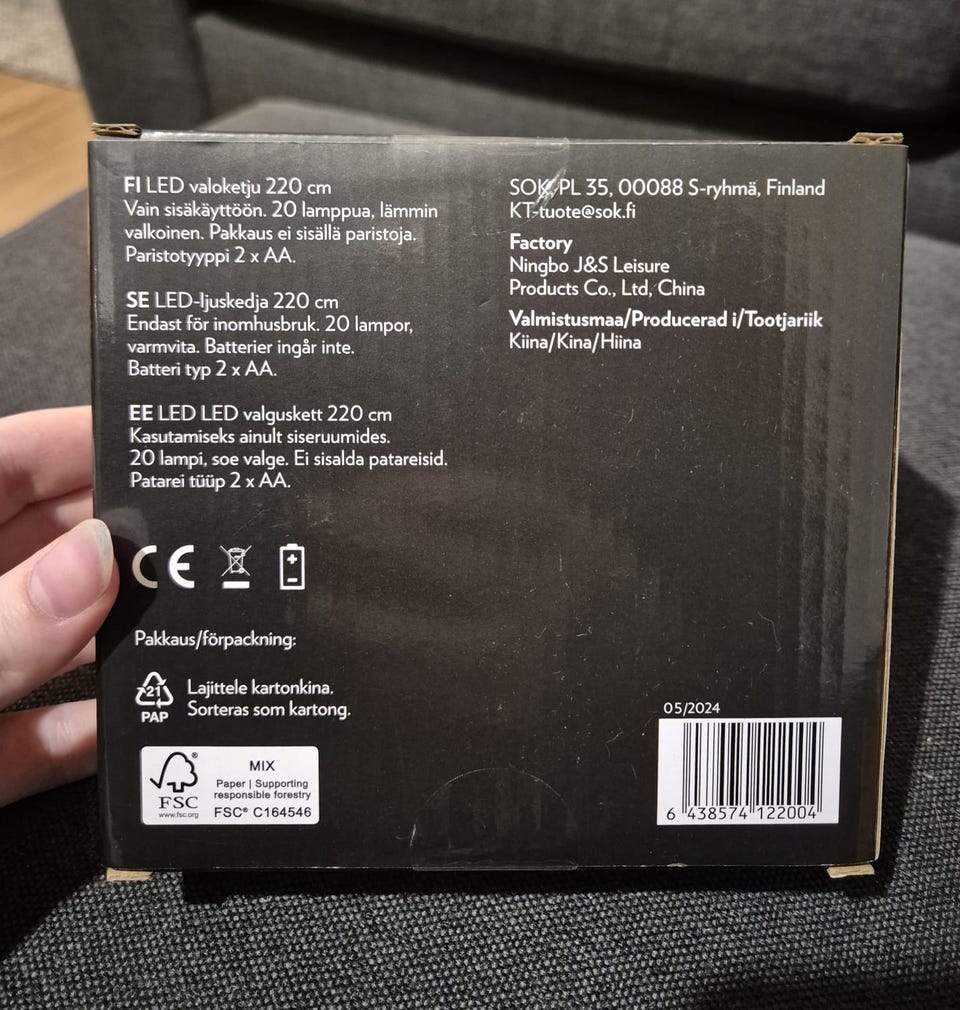 FI LED valoketju 220 cm
Vain sisäkäyttöön. 20 lamppua, lämmin
valkoinen. Pakkaus ei sisällä paristoja.
Paristotyyppi 2 x AA.
SE LED-ljuskedja 220 cm
Endast för inomhusbruk. 20 lampor,
varmvita. Batterier ingår inte.
Batteri typ 2 x AA.
EE LED LED valguskett 220 cm
Kasutamiseks ainult siseruumides.
20 lampi, soe valge. Ei sisalda patareisid.
Patarei tüüp 2 x AA.
CE
Pakkaus/förpackning:
21
PAP
Lajittele kartonkina.
Sorteras som kartong.
FSC®
www.fsc.org
MIX
Paper | Supporting
responsible forestry
FSC® C164546
SOK, PL 35, 00088 S-ryhmä, Finland
KT-tuote@sok.fi
Factory
Ningbo J&S Leisure
Products Co., Ltd, China
Valmistusmaa/Producerad i/Tootjariik
Kiina/Kina/Hiina
05/2024
6 438574 122004